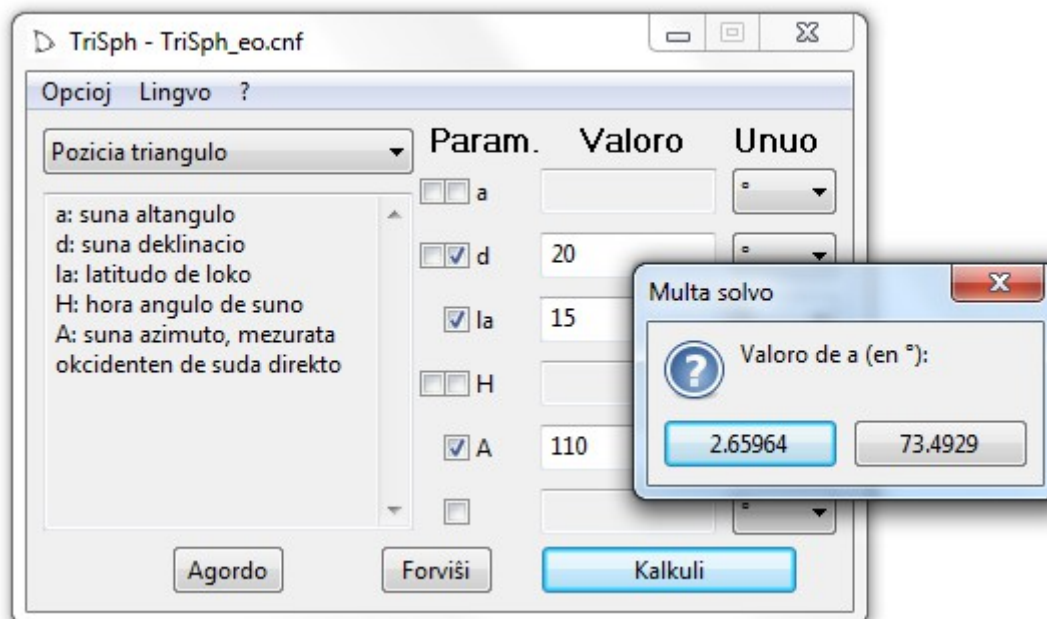 TriSph - TriSph_eo.cnf
Opcioj Lingvo ?
Pozicia triangulo
Param. Valoro Unuo
a: suna altangulo
d: suna deklinacio
la: latitudo de loko
H: hora angulo de suno
A: suna azimuto, mezurata
okcidenten de suda direkto
a °
d 20 °
la 15
H
A 110
°
Agordo Forviŝi Kalkuli
Multa solvo
Valoro de a (en °):
2.65964 73.4929